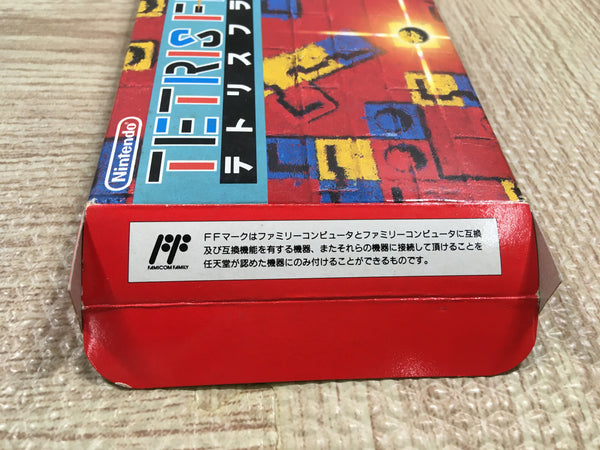 TETRIS F
テトリスフラ
Nintendo
FF
FAMICOM FAMILY
FFマークはファミリーコンピュータとファミリーコンピュータに互換
及び互換機能を有する機器、またそれらの機器に接続して頂けることを
任天堂が認めた機器にのみ付けることができるものです。